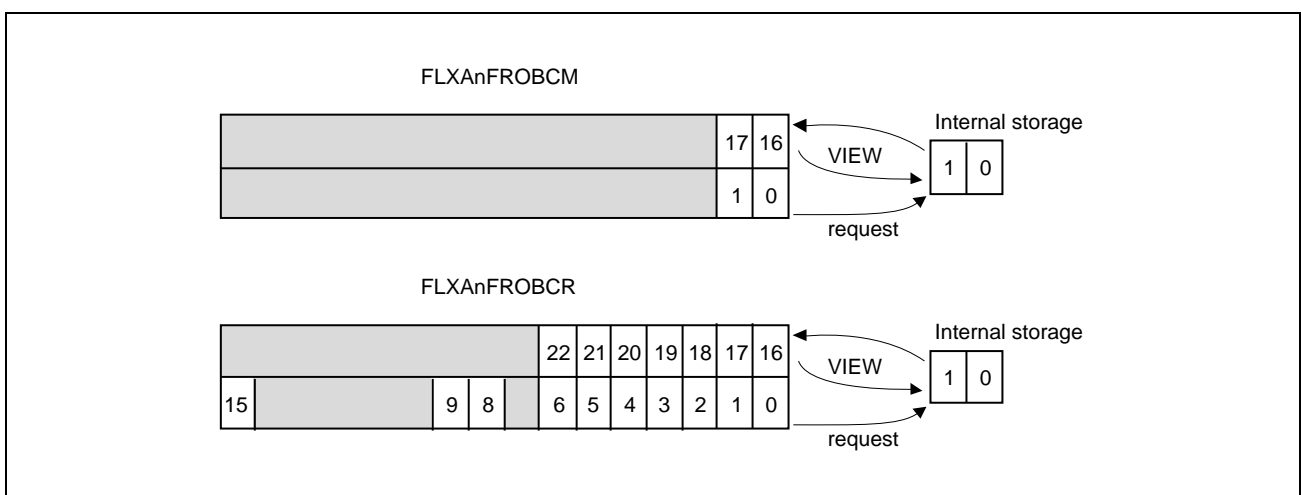 FLXAnFROBCM
Internal storage
17 16
VIEW
1 0
1 0
request
FLXAnFROBCR
Internal storage
22 21 20 19 18 17 16
VIEW
1 0
15 9 8 6 5 4 3 2 1 0
request